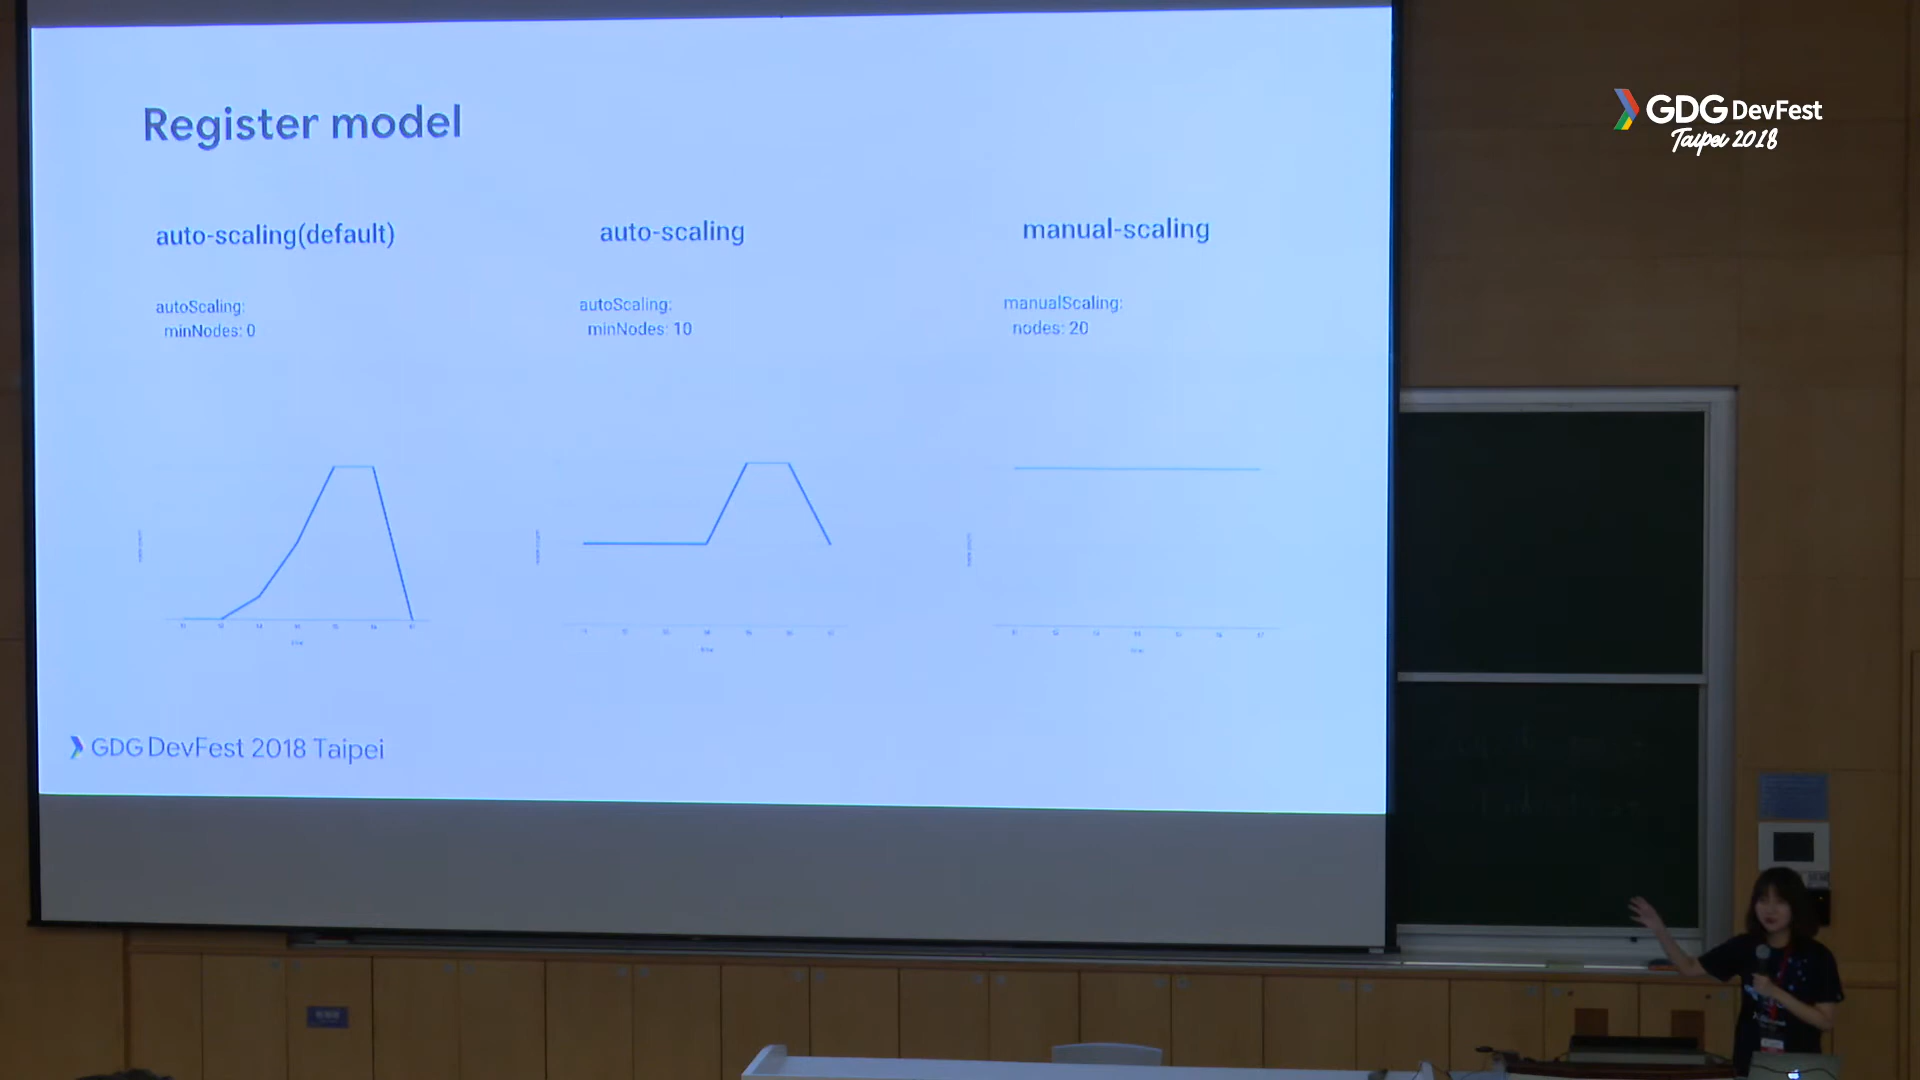 Register model
auto-scaling(default)
auto-scaling
manual-scaling
autoScaling:
minNodes: 0
autoScaling:
minNodes: 10
manualScaling:
nodes: 20
GDG DevFest 2018 Taipei
GDG DevFest
Taipei 2018